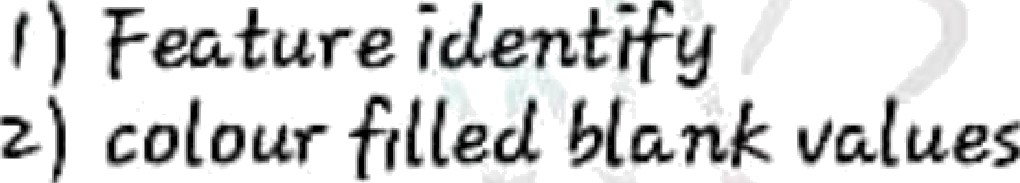 1) Feature identify
2) colour filled blank values